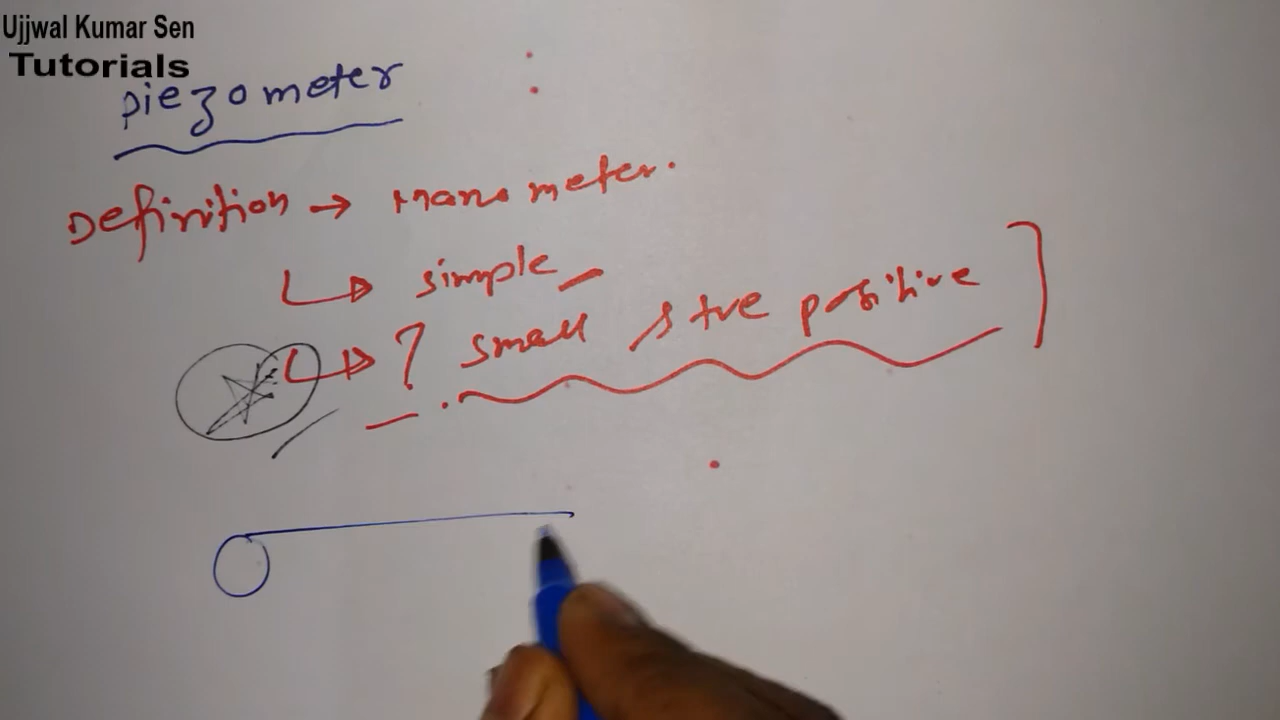 Ujjwal Kumar Sen
Tutorials
piezometer
Definition → manometer.
↳ simple
↳ ? small & +ve positive